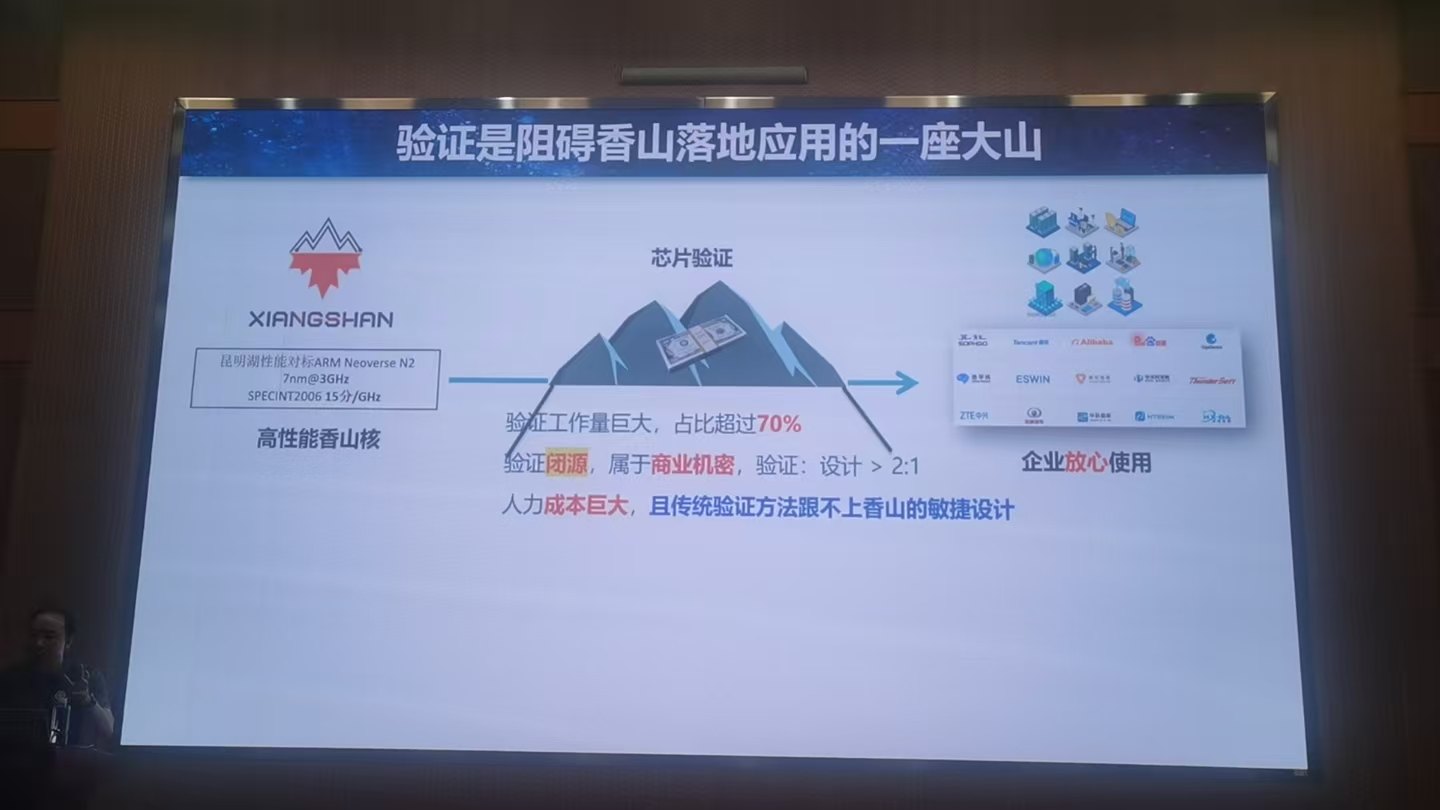 验证是阻碍香山落地应用的一座大山
XIANGSHAN
昆明湖性能对标ARM Neoverse N2
7nm@3GHz
SPECINT2006 15分/GHz
高性能香山核
芯片验证
验证工作量巨大，占比超过70%
验证闭源，属于商业机密，验证：设计 > 2:1
人力成本巨大，且传统验证方法跟不上香山的敏捷设计
SOPHGO
Tencent 腾讯
Alibaba
ESWIN
ThunderSoft
ZTE中兴
企业放心使用